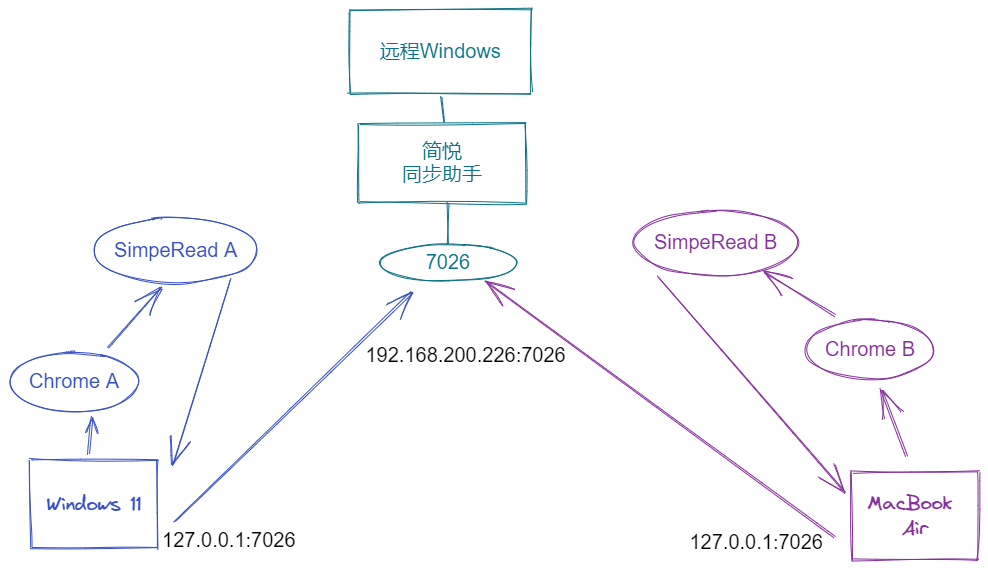 远程Windows
简悦
同步助手
SimpeRead A
7026
SimpeRead B
192.168.200.226:7026
Chrome A
Chrome B
Windows 11
MacBook
Air
127.0.0.1:7026
127.0.0.1:7026